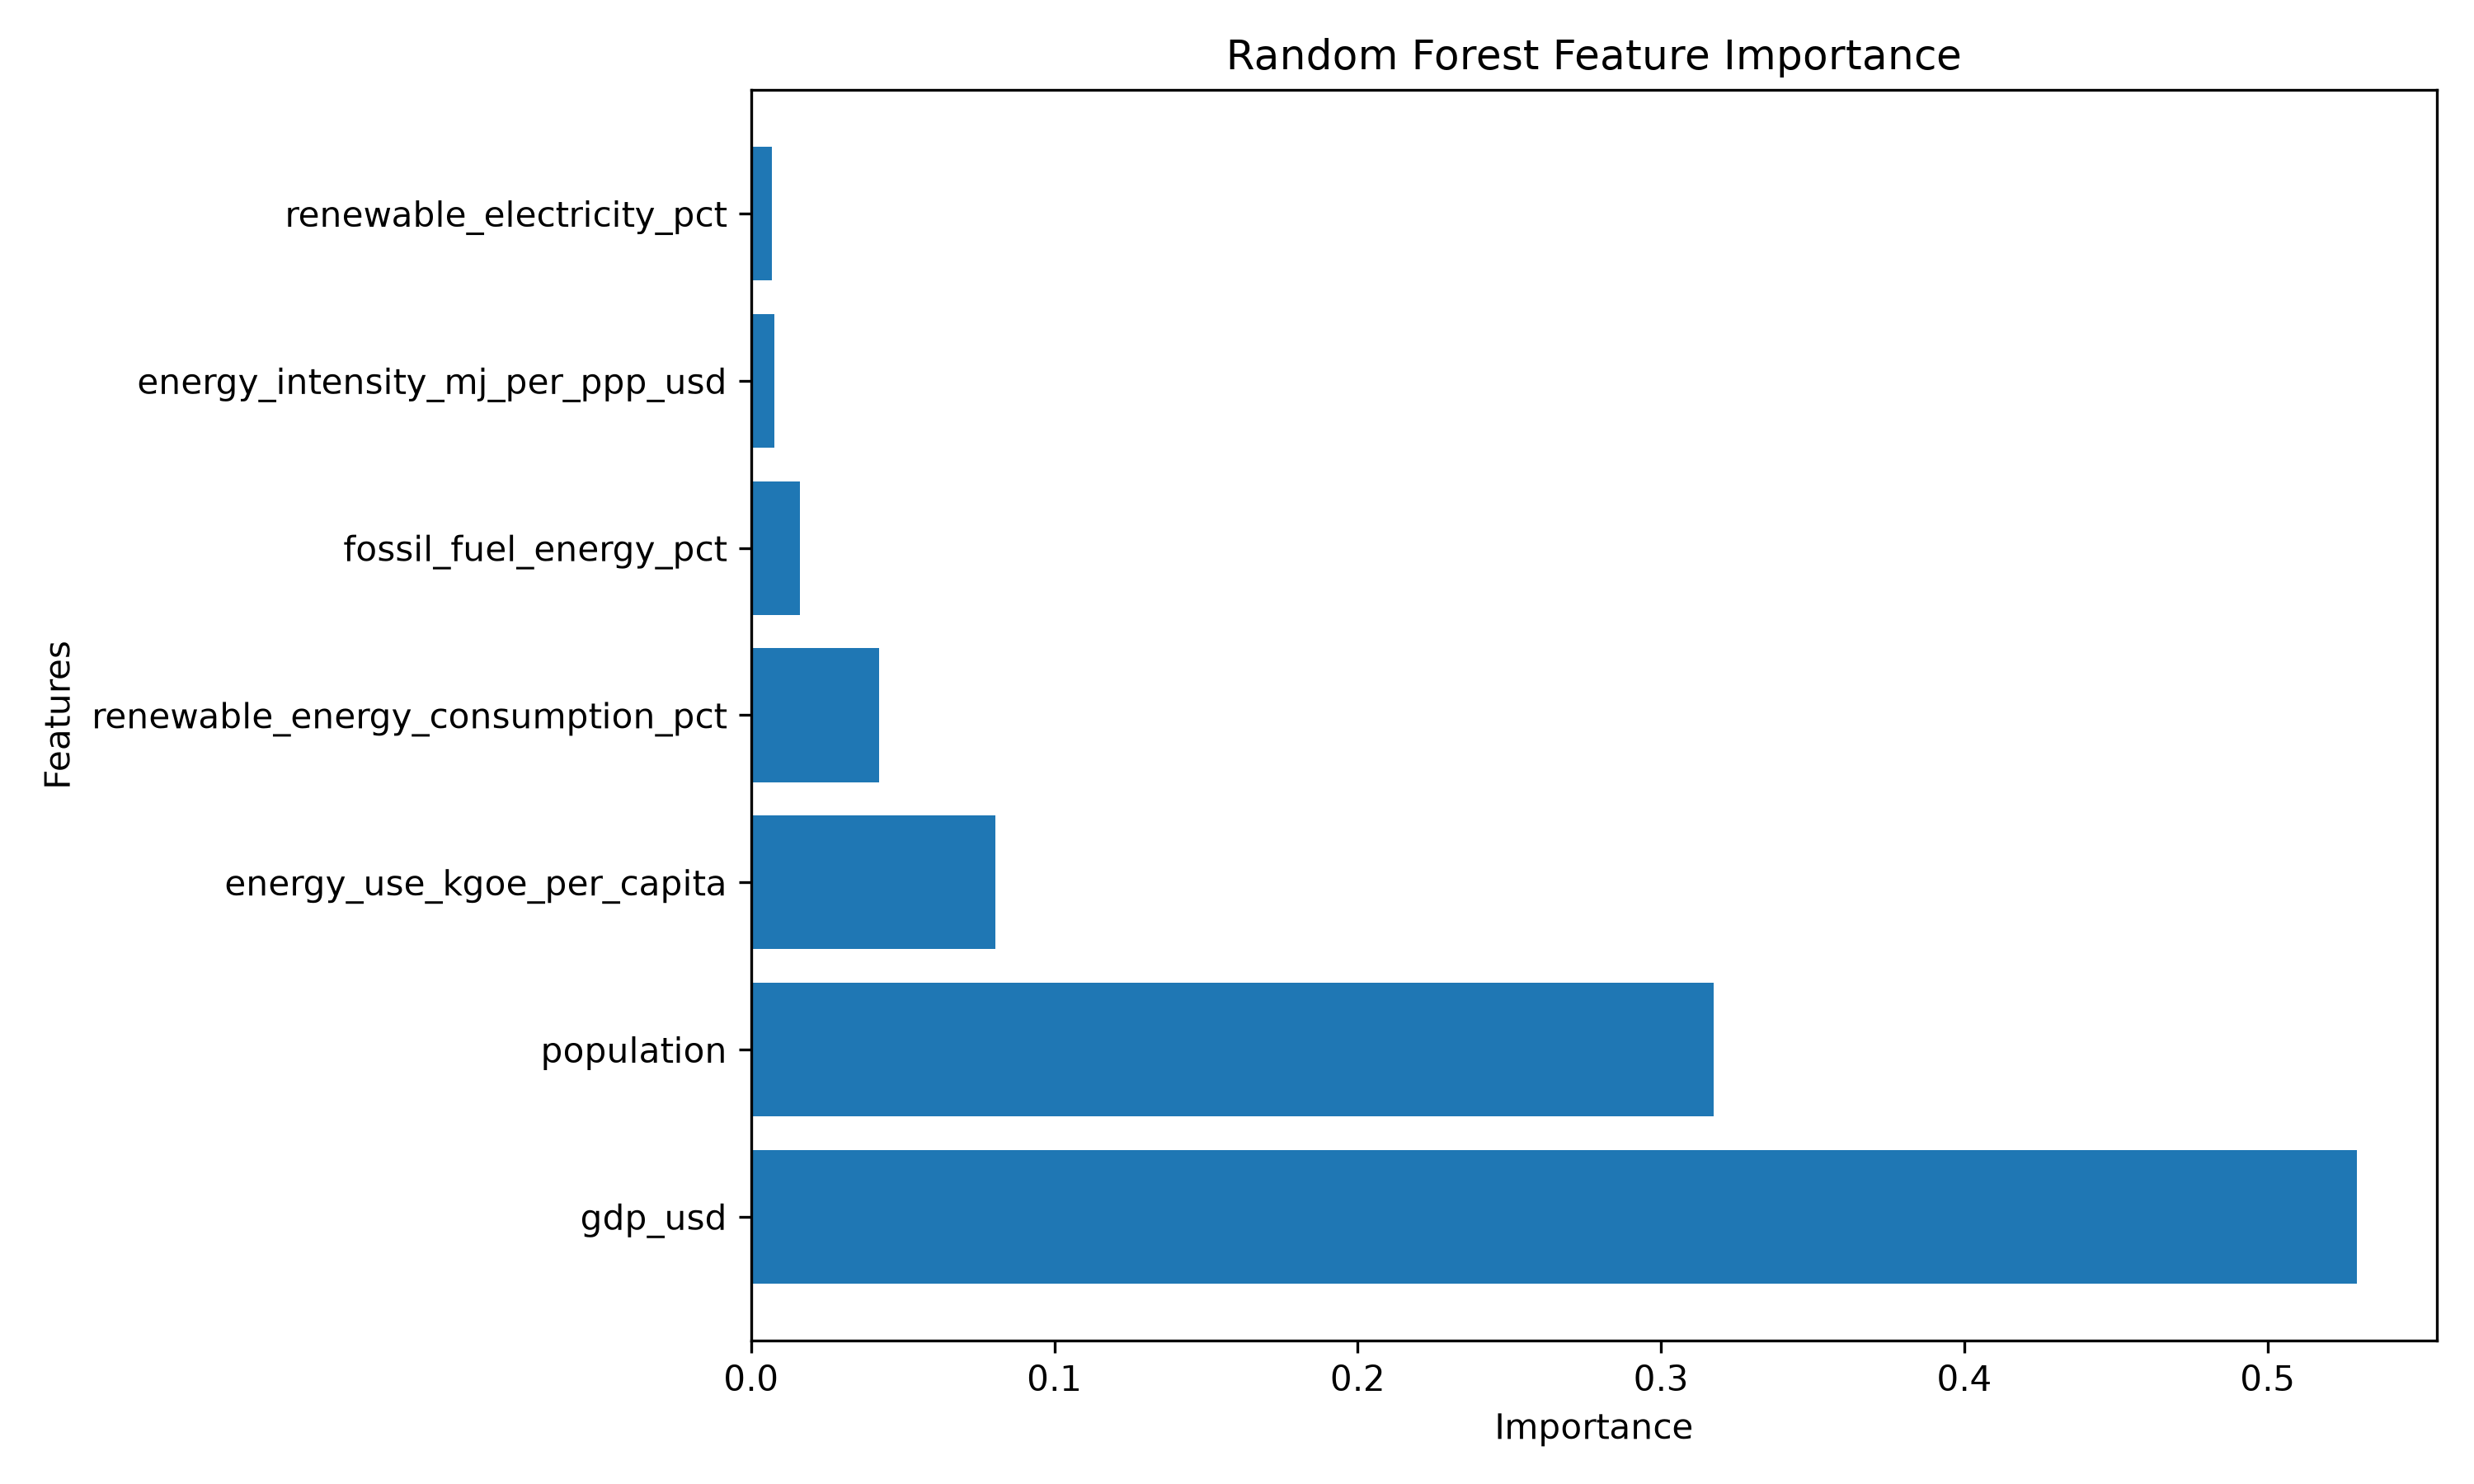 Random Forest Feature Importance
renewable_electricity_pct
energy_intensity_mj_per_ppp_usd
fossil_fuel_energy_pct
renewable_energy_consumption_pct
energy_use_kgoe_per_capita
population
gdp_usd
Features
0.0 0.1 0.2 0.3 0.4 0.5
Importance